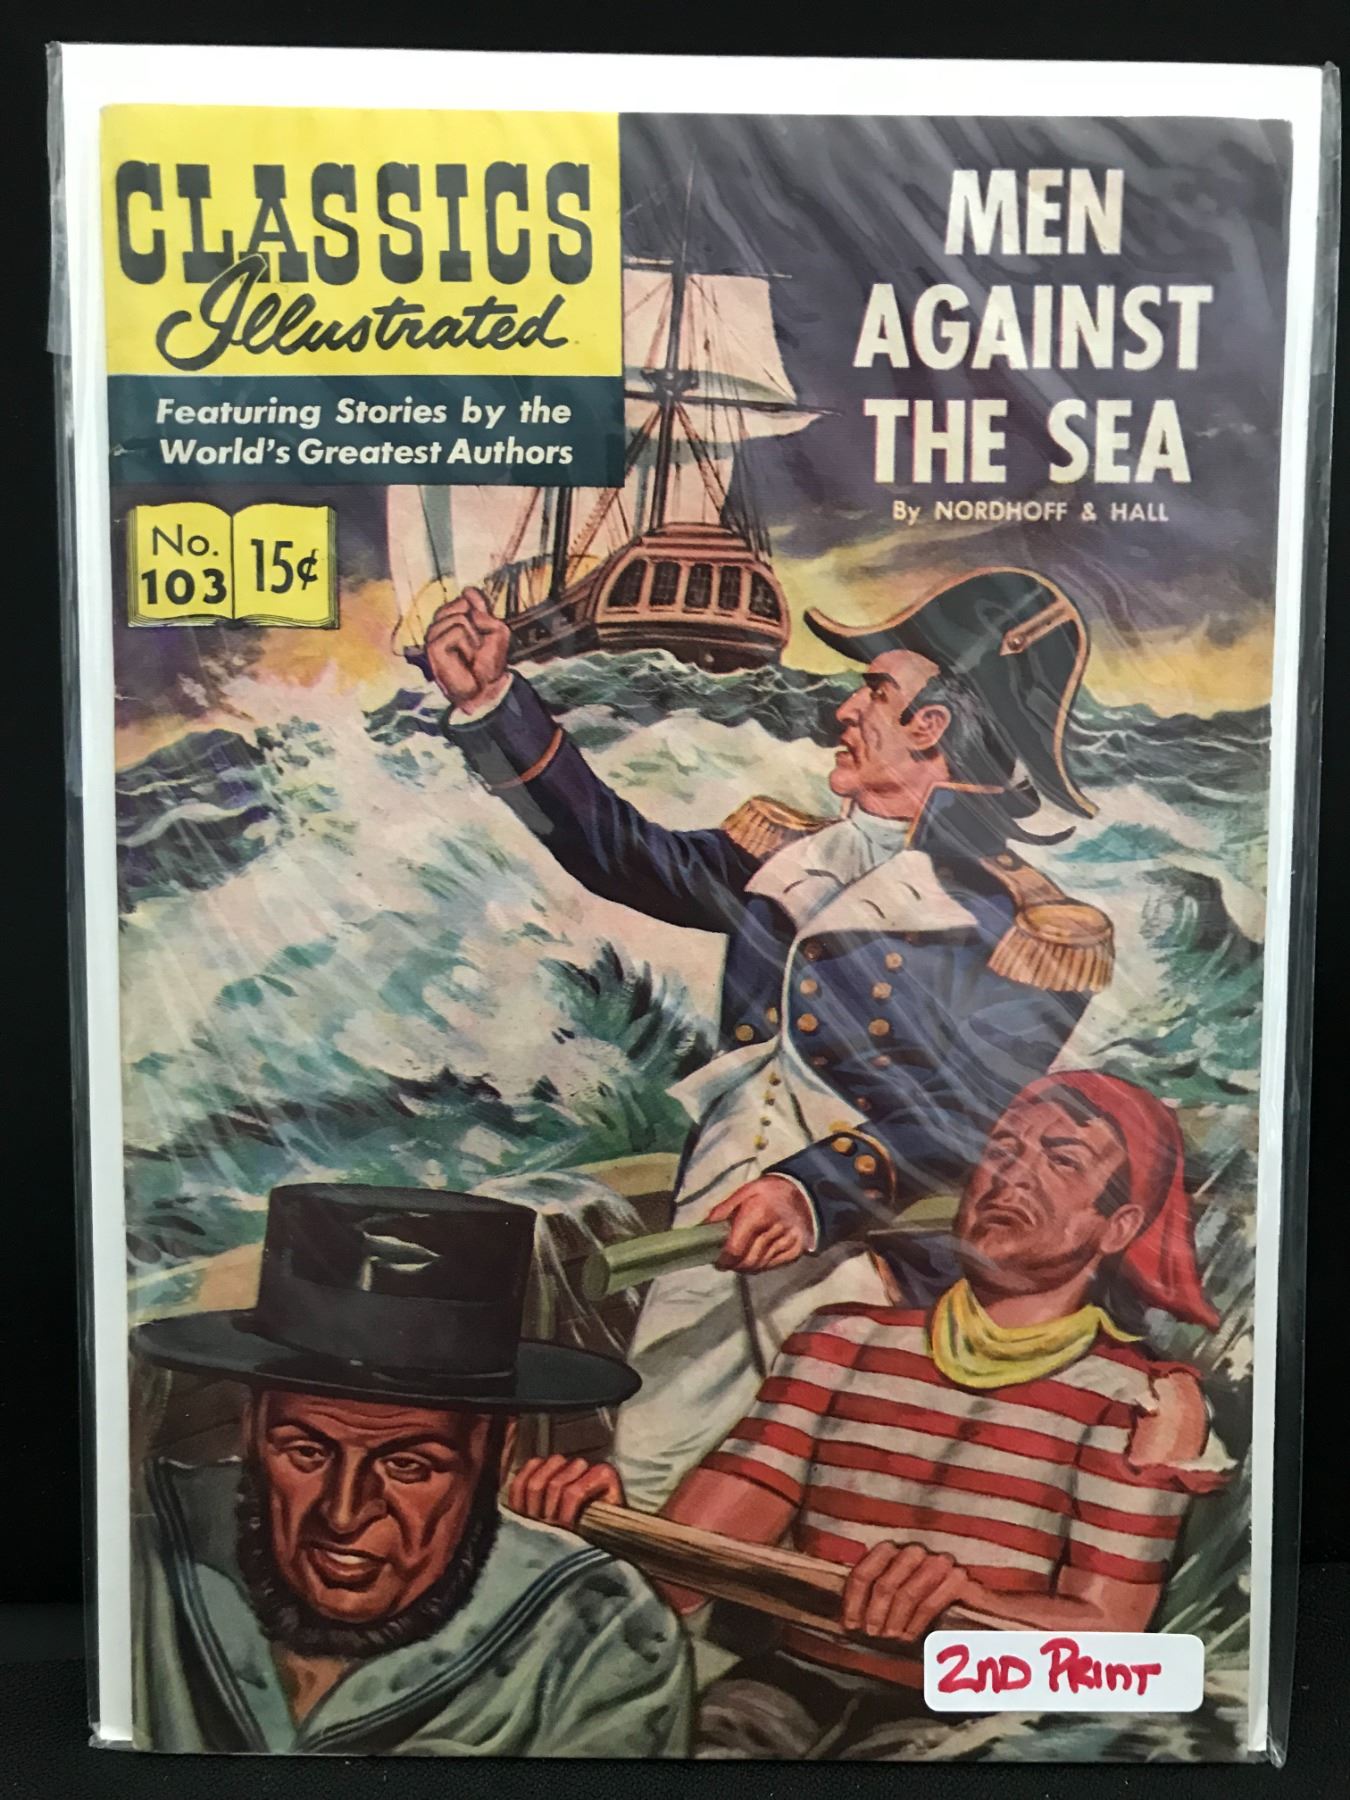 CLASSICS
Illustrated
Featuring Stories by the
World's Greatest Authors
No.
103
15¢
MEN
AGAINST
THE SEA
By NORDHOFF & HALL
2ND PRINT